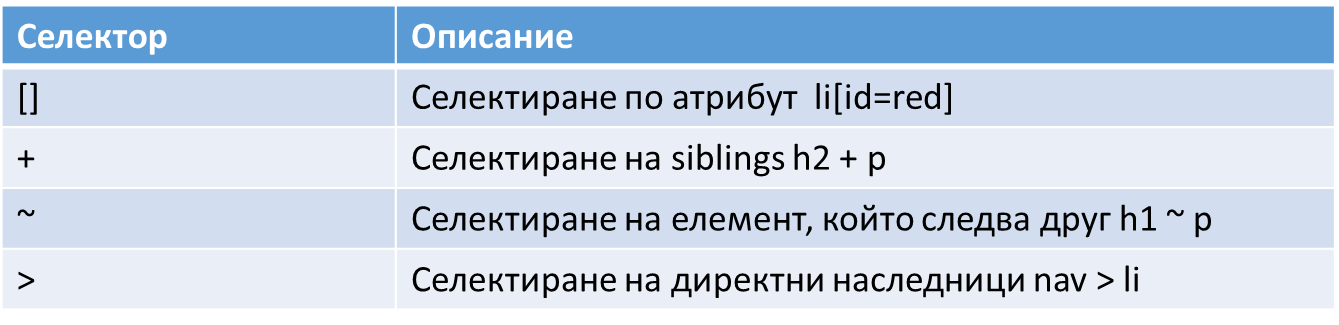 Селектор Описание
[] Селектиране по атрибут li[id=red]
+ Селектиране на siblings h2 + p
~ Селектиране на елемент, който следва друг h1 ~ p
> Селектиране на директни наследници nav > li